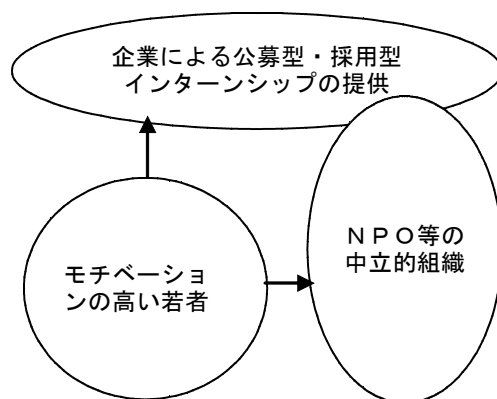 企業による公募型・採用型
インターンシップの提供
ＮＰＯ等の
中立的組織
モチベーショ
ンの高い若者